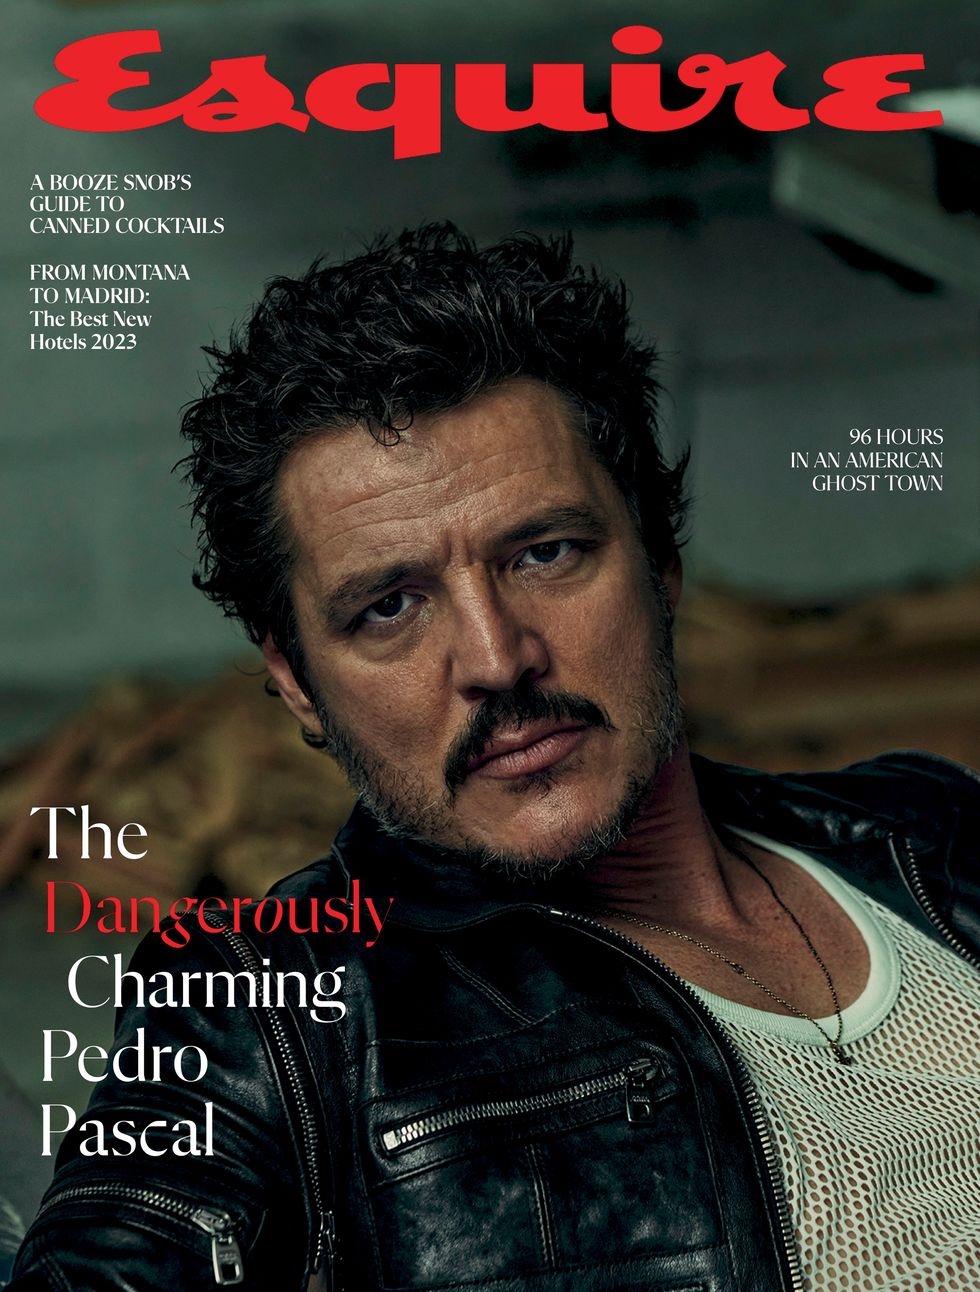 Esquire
A BOOZE SNOB'S
GUIDE TO
CANNED COCKTAILS
FROM MONTANA
TO MADRID:
The Best New
Hotels 2023
96 HOURS
IN AN AMERICAN
GHOST TOWN
The
Dangerously
Charming
Pedro
Pascal